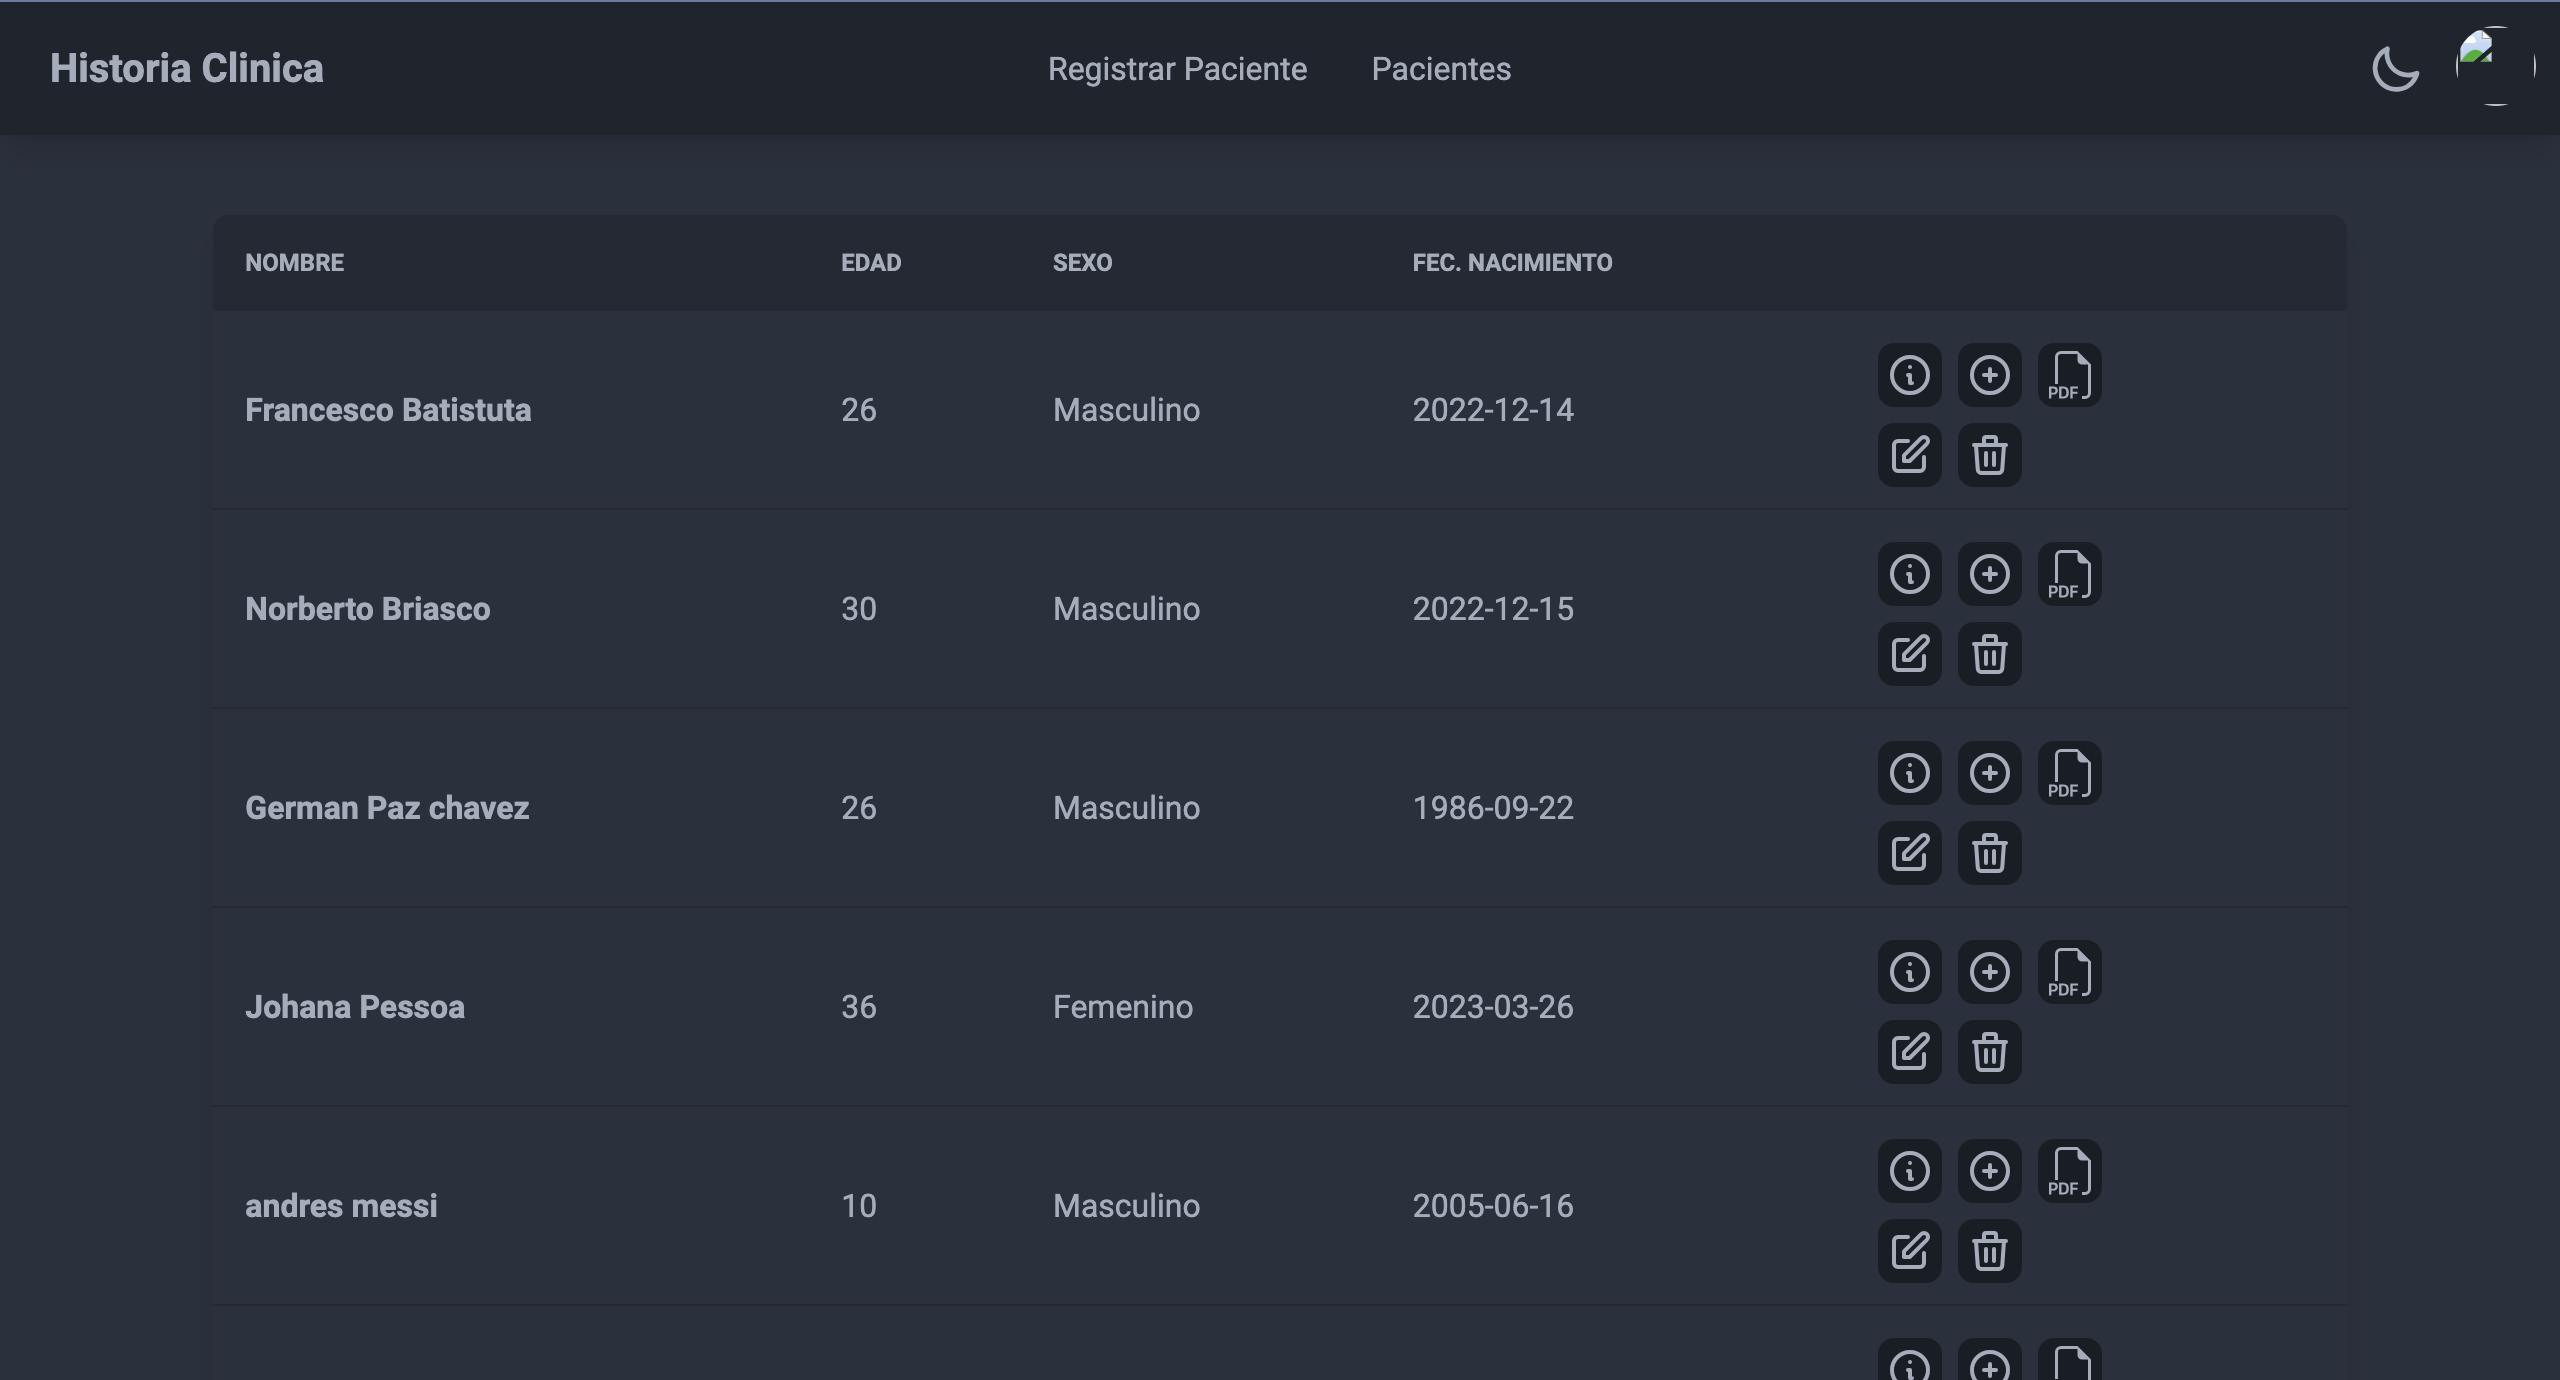 Historia Clinica
Registrar Paciente
Pacientes
NOMBRE EDAD SEXO FEC. NACIMIENTO
PDF
Francesco Batistuta 26 Masculino 2022-12-14
PDF
Norberto Briasco 30 Masculino 2022-12-15
PDF
German Paz chavez 26 Masculino 1986-09-22
PDF
Johana Pessoa 36 Femenino 2023-03-26
PDF
andres messi 10 Masculino 2005-06-16